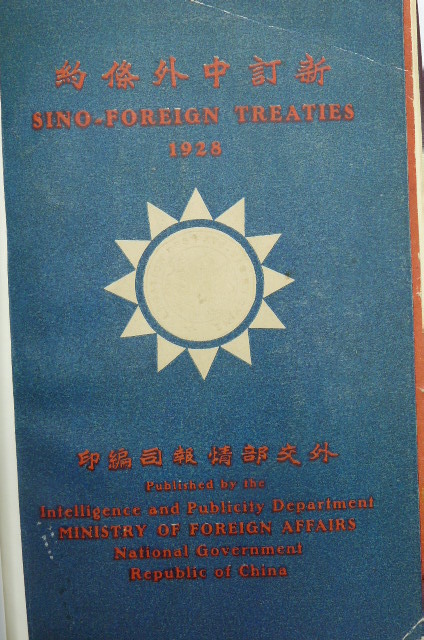 新訂中外條約
SINO-FOREIGN TREATIES
1928
外交部情報司編印
Published by the
Intelligence and Publicity Department
MINISTRY OF FOREIGN AFFAIRS
National Government
Republic of China